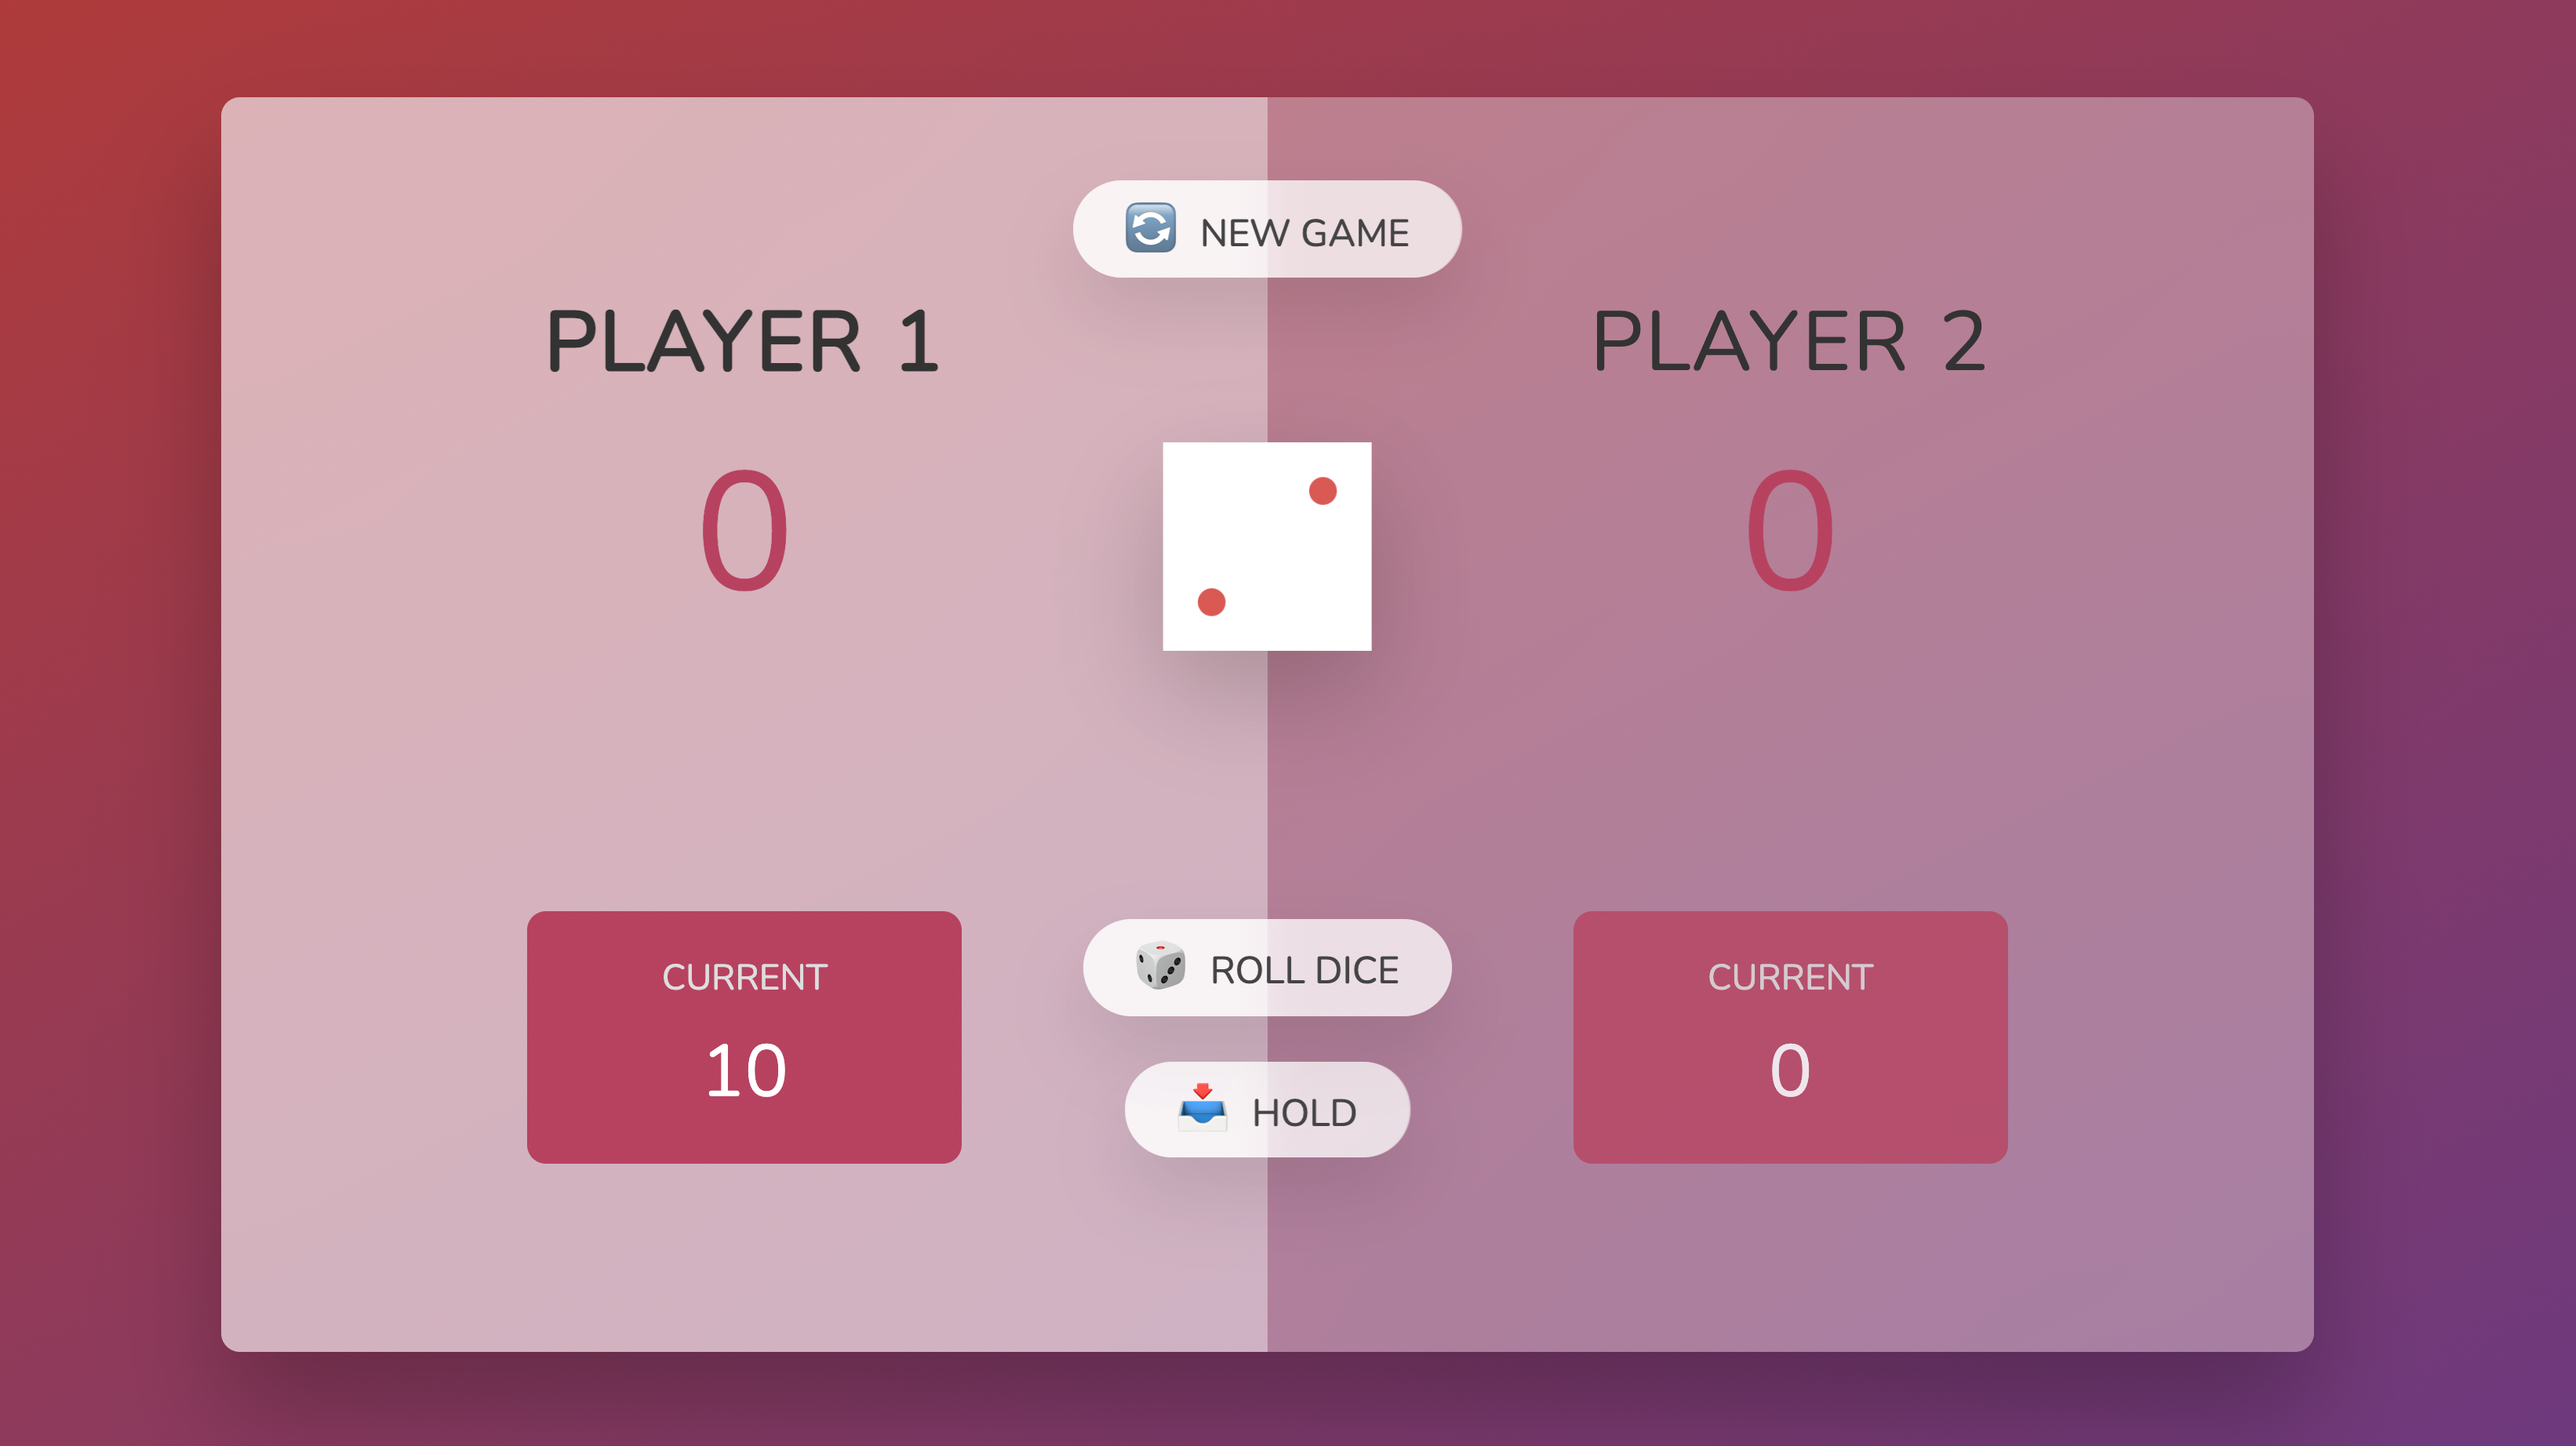 NEW GAME
PLAYER 1
0
CURRENT
10
PLAYER 2
0
CURRENT
0
ROLL DICE
HOLD